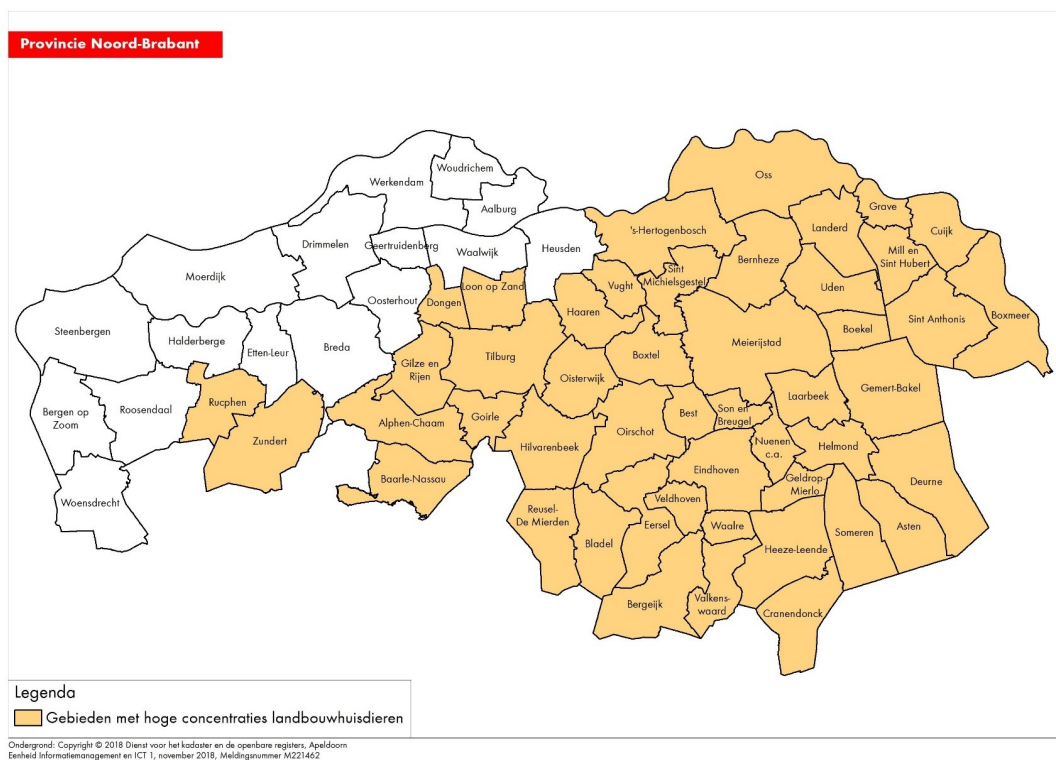 Provincie Noord-Brabant
Woudrichem
Werkendam
Aalburg
Oss
Grave
Drimmelen
Geertruidenberg
Waalwijk
Heusden
's-Hertogenbosch
Landerd
Cuijk
Mill en
Sint Hubert
Moerdijk
Bernheze
Sint
Michielsgestel
Vught
Uden
Oosterhout
Dongen
Loon op Zand
Haaren
Sint Anthonis
Boxmeer
Steenbergen
Halderberge
Etten-Leur
Breda
Tilburg
Boxtel
Meierijstad
Boekel
Gilze en
Rijen
Oisterwijk
Gemert-Bakel
Laarbeek
Bergen op
Zoom
Roosendaal
Rucphen
Zundert
Alphen-Chaam
Goirle
Hilvarenbeek
Oirschot
Best
Son en
Breugel
Nuenen
c.a.
Helmond
Eindhoven
Geldrop-
Mierlo
Deurne
Baarle-Nassau
Woensdrecht
Reusel-
De Mierden
Bladel
Eersel
Veldhoven
Waalre
Heeze-Leende
Someren
Asten
Bergeijk
Valkens-
waard
Cranendonck
Legenda
Gebieden met hoge concentraties landbouwhuisdieren
Ondergrond: Copyright © 2018 Dienst voor het kadaster en de openbare registers, Apeldoorn
Eenheid Informatiemanagement en ICT 1, november 2018, Meldingsnummer M221462